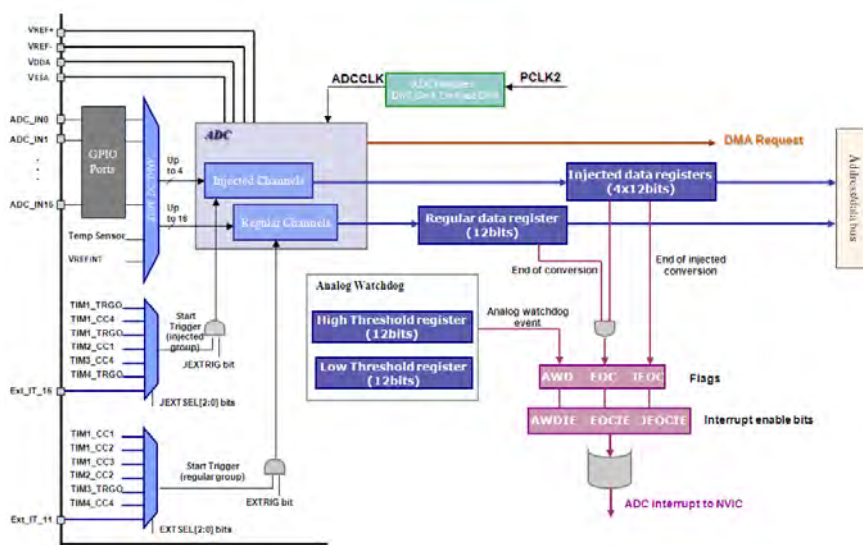 VREF+
VREF-
VDDA
VSSA
ADCCLK
PCLK2
ADC_IN0
ADC_IN1
ADC_IN15
GPIO
Ports
Temp Sensor
VREFINT
Up
to 4
Up
to 16
ADC
Injected Channels
Regular Channels
DMA Request
Injected data registers
(4x12bits)
Regular data register
(12bits)
Address/data bus
End of conversion
End of injected
conversion
Analog Watchdog
High Threshold register
(12bits)
Low Threshold register
(12bits)
Analog watchdog
event
AWD EOC JEOC
Flags
AWDIE EOCIE JEOCIE
Interrupt enable bits
ADC interrupt to NVIC
TIM1_TRGO
TIM1_CC4
TIM1_TRGO
TIM2_CC1
TIM3_CC4
TIM4_TRGO
Ext_IT_15
Start
Trigger
(injected
group)
JEXTRIG bit
JEXTSEL[2:0] bits
TIM1_CC1
TIM1_CC2
TIM1_CC3
TIM2_CC2
TIM3_TRGO
TIM4_CC4
Ext_IT_11
Start Trigger
(regular group)
EXTRIG bit
EXTSEL[2:0] bits